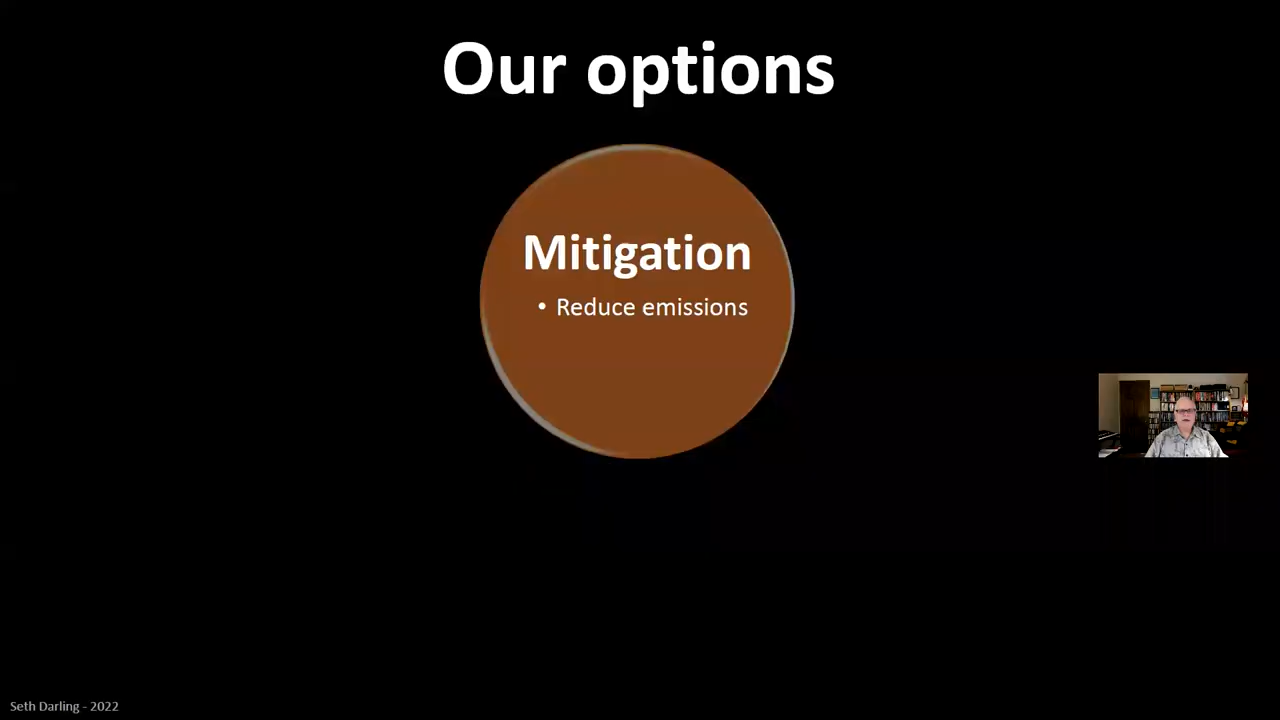 Our options
Mitigation
• Reduce emissions
Seth Darling - 2022